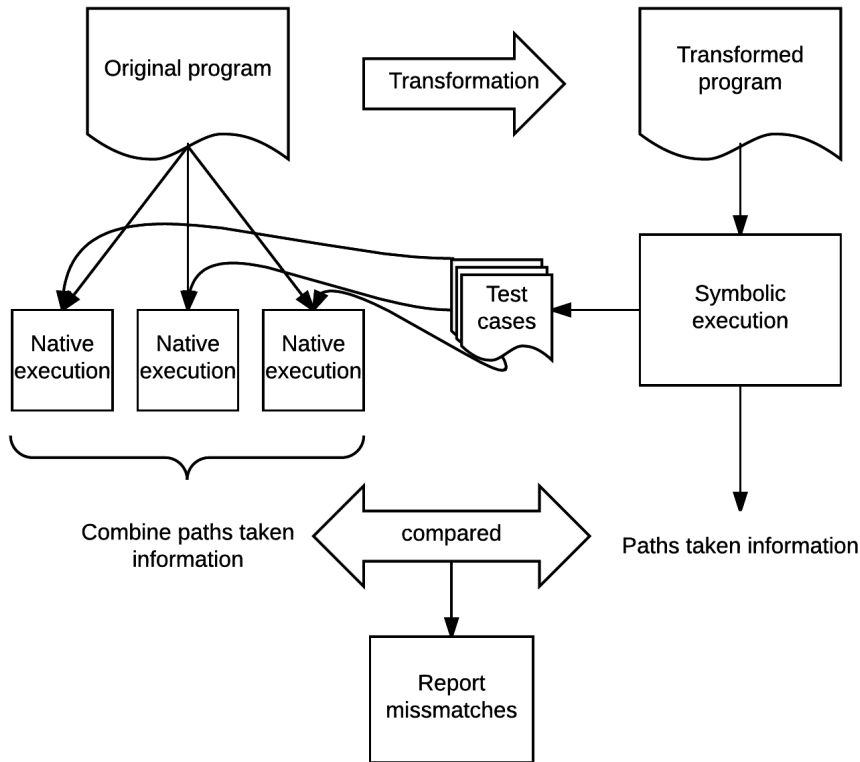 Original program
Transformation
Transformed
program
Test
cases
Symbolic
execution
Native
execution
Native
execution
Native
execution
Combine paths taken
information
compared
Paths taken information
Report
missmatches